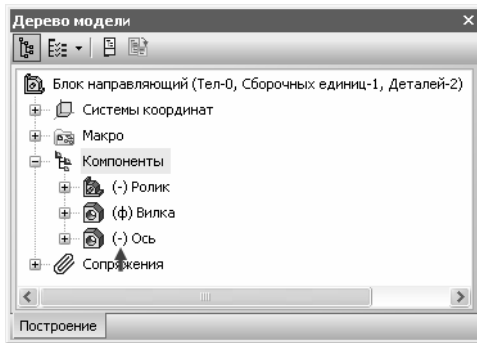 Дерево модели
Блок направляющий (Тел-0, Сборочных единиц-1, Деталей-2)
Системы координат
Макро
Компоненты
(-) Ролик
(ф) Вилка
(-) Ось
Сопряжения
Построение